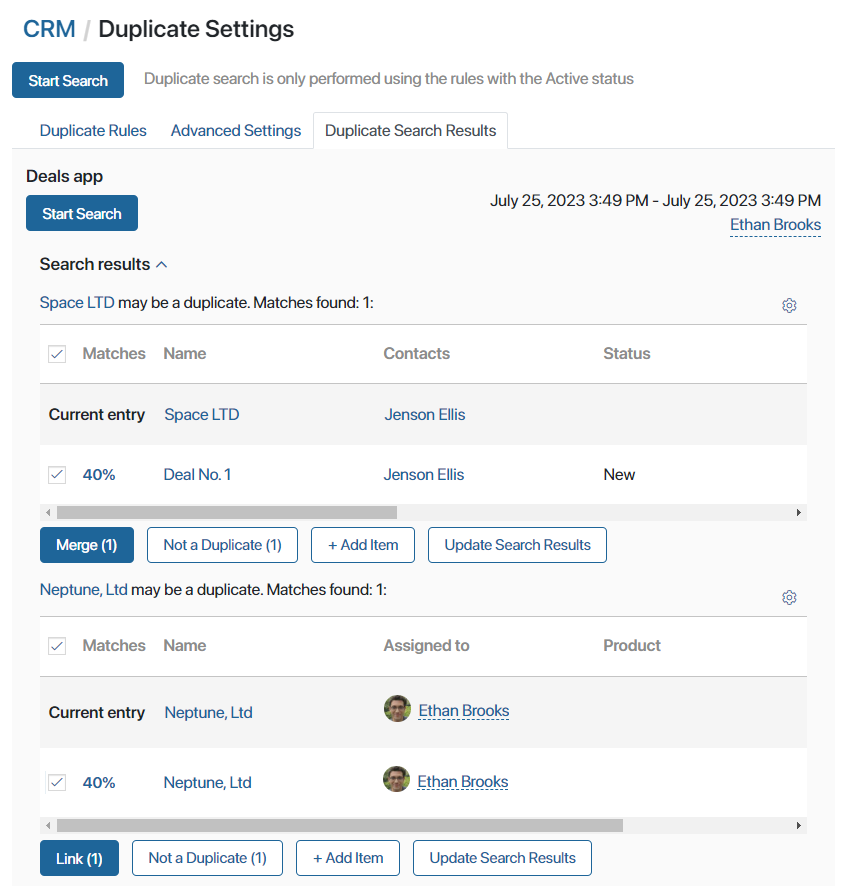 CRM / Duplicate Settings
Start Search Duplicate search is only performed using the rules with the Active status
Duplicate Rules Advanced Settings Duplicate Search Results
Deals app
Start Search July 25, 2023 3:49 PM - July 25, 2023 3:49 PM
Ethan Brooks
Search results
Space LTD may be a duplicate. Matches found: 1:
Matches Name Contacts Status
Current entry Space LTD Jenson Ellis
40% Deal No. 1 Jenson Ellis New
Merge (1) Not a Duplicate (1) + Add Item Update Search Results
Neptune, Ltd may be a duplicate. Matches found: 1:
Matches Name Assigned to Product
Current entry Neptune, Ltd Ethan Brooks
40% Neptune, Ltd Ethan Brooks
Link (1) Not a Duplicate (1) + Add Item Update Search Results